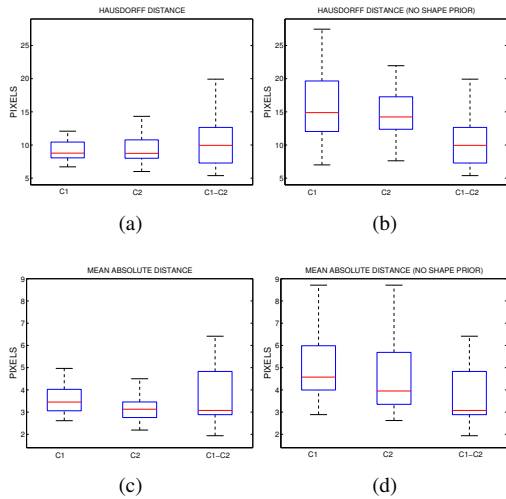 HAUSDORFF DISTANCE
PIXELS
25
20
15
10
5
C1 C2 C1−C2
(a)
HAUSDORFF DISTANCE (NO SHAPE PRIOR)
PIXELS
25
20
15
10
5
C1 C2 C1−C2
(b)
MEAN ABSOLUTE DISTANCE
PIXELS
9
8
7
6
5
4
3
2
C1 C2 C1−C2
(c)
MEAN ABSOLUTE DISTANCE (NO SHAPE PRIOR)
PIXELS
9
8
7
6
5
4
3
2
C1 C2 C1−C2
(d)